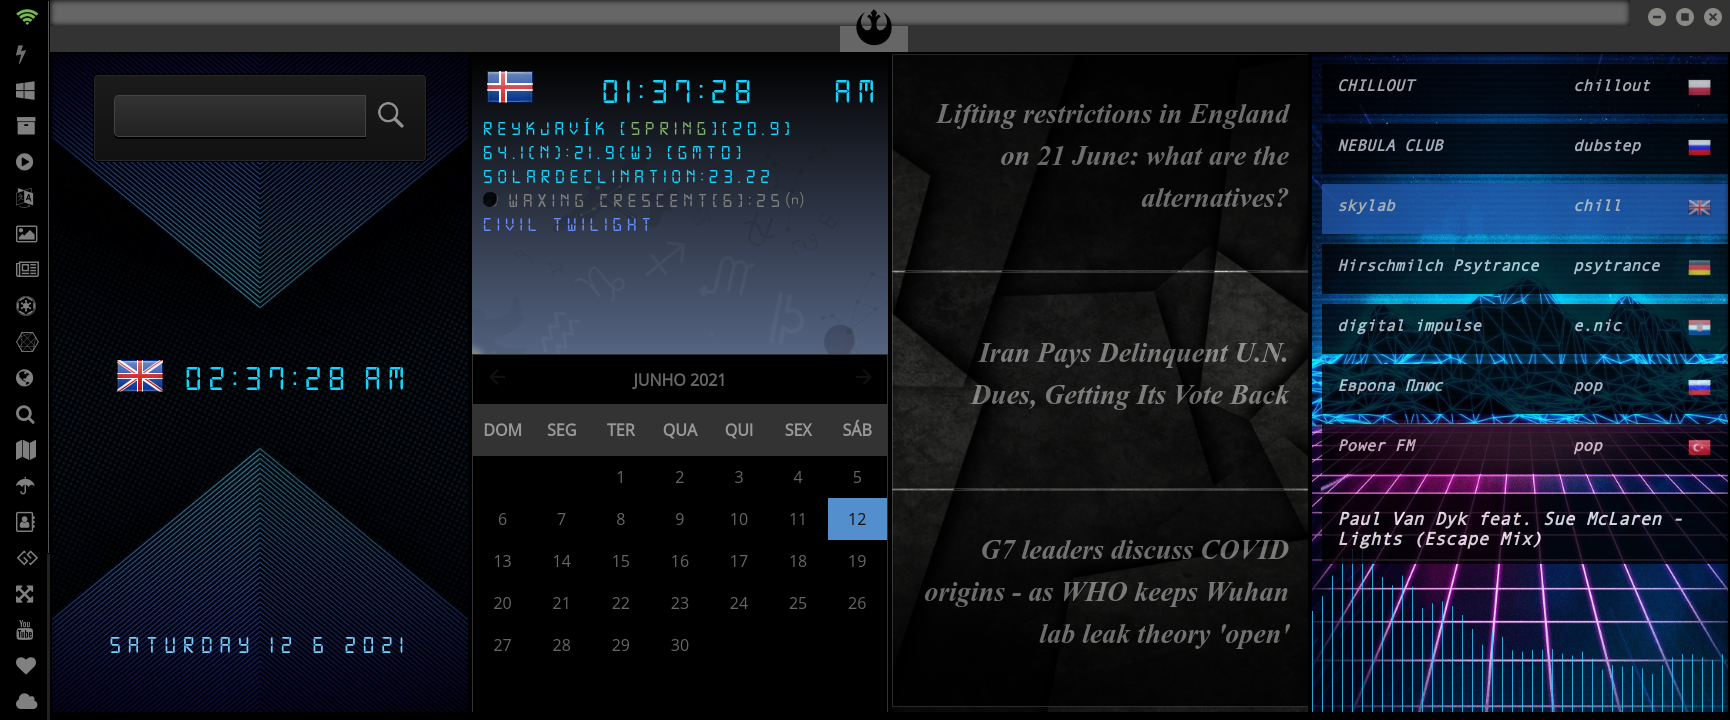 02:37:28 AM
SATURDAY 12 6 2021
01:37:28 AM
REYKJAVÍK [SPRING][20.9]
64.1(N):21.9(W) [GMT0]
SOLARDECLINATION:23.22
WAXING CRESCENT[6]:25(n)
CIVIL TWILIGHT
JUNHO 2021
DOM SEG TER QUA QUI SEX SÁB
1 2 3 4 5
6 7 8 9 10 11 12
13 14 15 16 17 18 19
20 21 22 23 24 25 26
27 28 29 30
Lifting restrictions in England
on 21 June: what are the
alternatives?
Iran Pays Delinquent U.N.
Dues, Getting Its Vote Back
G7 leaders discuss COVID
origins - as WHO keeps Wuhan
lab leak theory 'open'
CHILLOUT chillout
NEBULA CLUB dubstep
skylab chill
Hirschmilch Psytrance psytrance
digital impulse e.nic
Европа Плюс pop
Power FM pop
Paul Van Dyk feat. Sue McLaren -
Lights (Escape Mix)
You
Tube